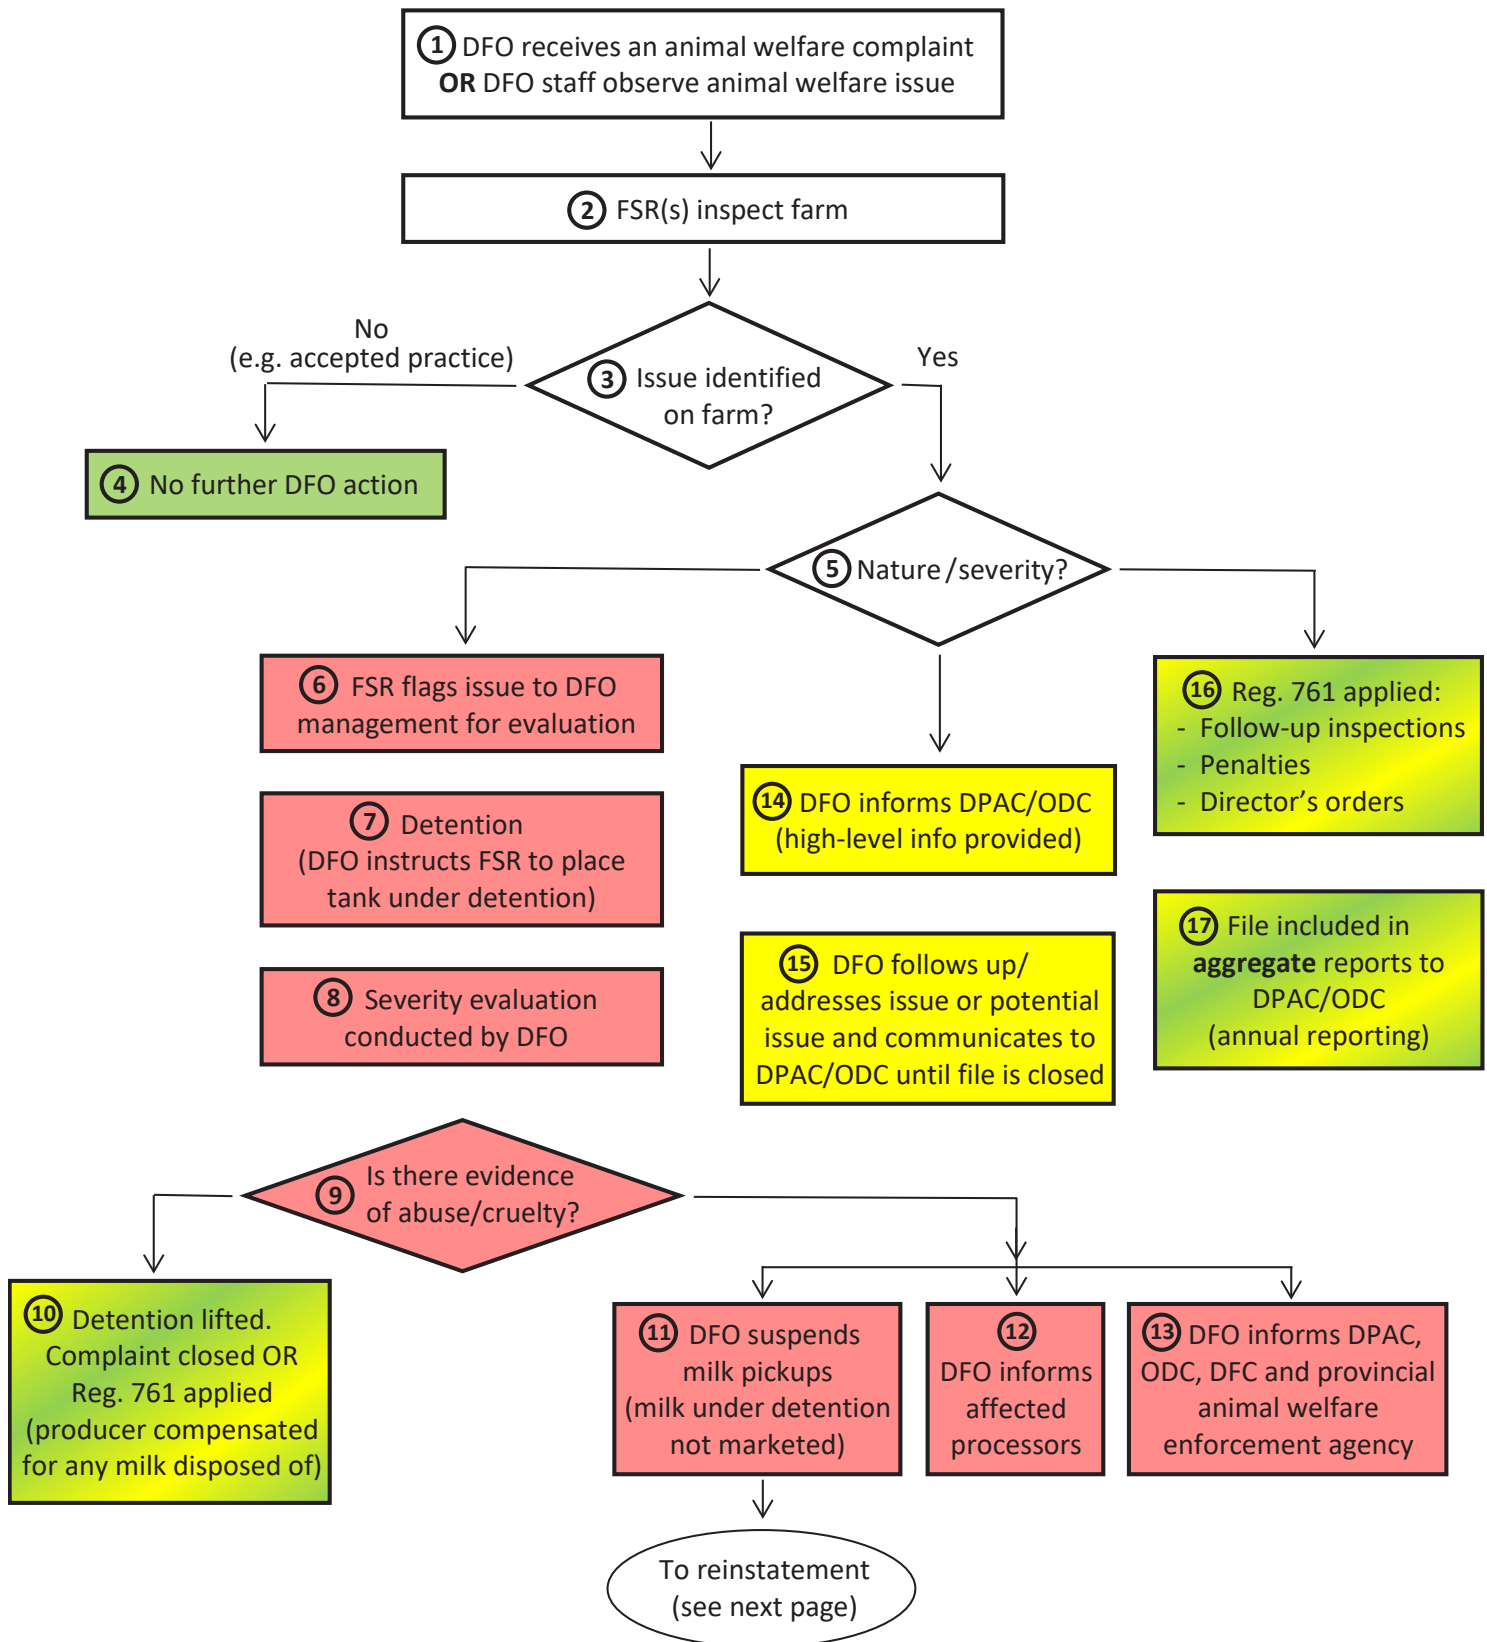 1 DFO receives an animal welfare complaint
OR DFO staff observe animal welfare issue
2 FSR(s) inspect farm
No
(e.g. accepted practice)
Yes
3 Issue identified
on farm?
4 No further DFO action
5 Nature/severity?
6 FSR flags issue to DFO
management for evaluation
7 Detention
(DFO instructs FSR to place
tank under detention)
8 Severity evaluation
conducted by DFO
14 DFO informs DPAC/ODC
(high-level info provided)
15 DFO follows up/
addresses issue or potential
issue and communicates to
DPAC/ODC until file is closed
16 Reg. 761 applied:
- Follow-up inspections
- Penalties
- Director’s orders
17 File included in
aggregate reports to
DPAC/ODC
(annual reporting)
9 Is there evidence
of abuse/cruelty?
10 Detention lifted.
Complaint closed OR
Reg. 761 applied
(producer compensated
for any milk disposed of)
11 DFO suspends
milk pickups
(milk under detention
not marketed)
12
DFO informs
affected
processors
13 DFO informs DPAC,
ODC, DFC and provincial
animal welfare
enforcement agency
To reinstatement
(see next page)